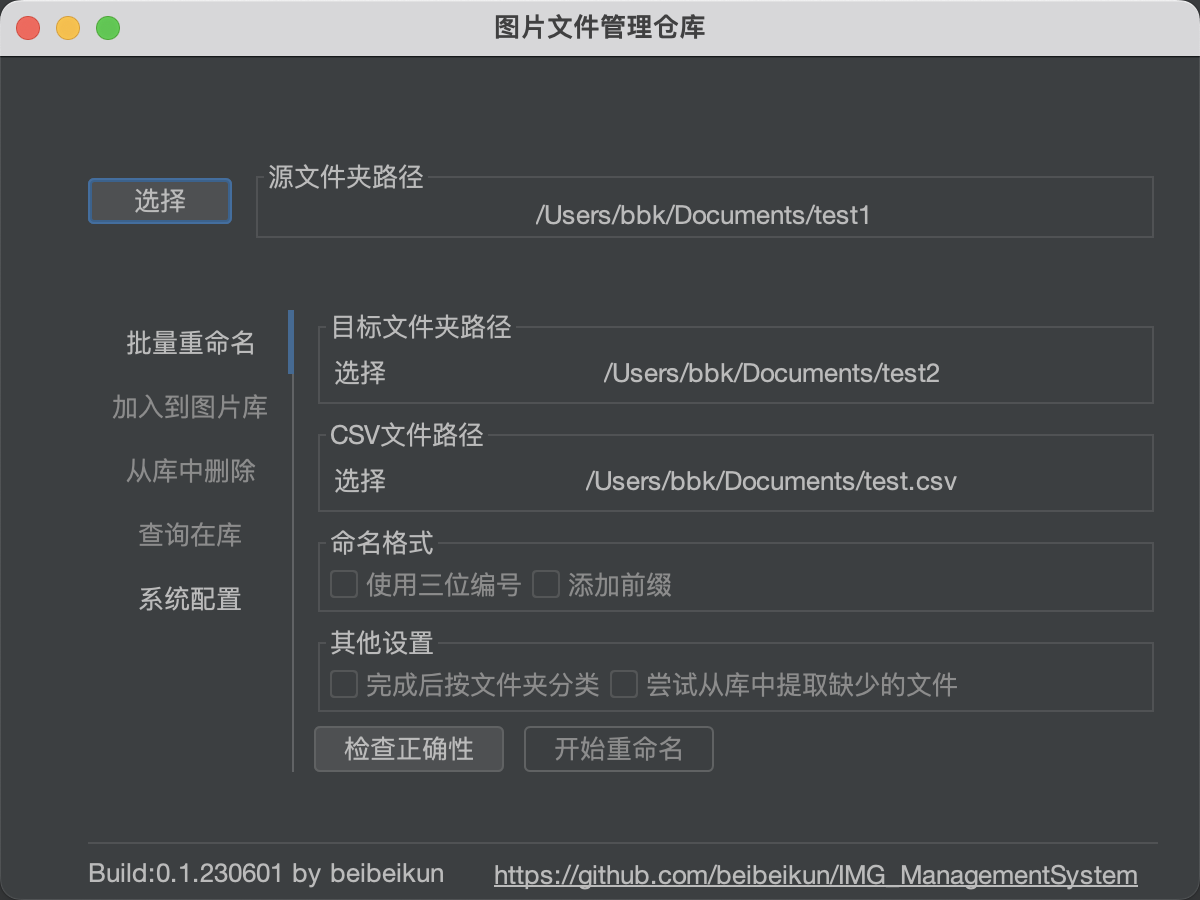 图片文件管理仓库
选择
源文件夹路径
/Users/bbk/Documents/test1
批量重命名
加入到图片库
从库中删除
查询在库
系统配置
目标文件夹路径
选择 /Users/bbk/Documents/test2
CSV文件路径
选择 /Users/bbk/Documents/test.csv
命名格式
使用三位编号 添加前缀
其他设置
完成后按文件夹分类 尝试从库中提取缺少的文件
检查正确性 开始重命名
Build:0.1.230601 by beibeikun https://github.com/beibeikun/IMG_ManagementSystem